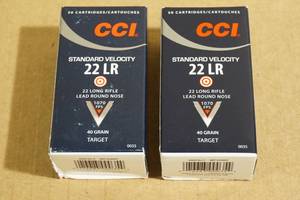 50 CARTRIDGES/CARTOUCHES
CCI
STANDARD VELOCITY
22 LR
22 LONG RIFLE
LEAD ROUND NOSE
1070
FPS
40 GRAIN
TARGET
0035
50 CARTRIDGES/CARTOUCHES
CCI
STANDARD VELOCITY
22 LR
22 LONG RIFLE
LEAD ROUND NOSE
1070
FPS
40 GRAIN
TARGET
0035